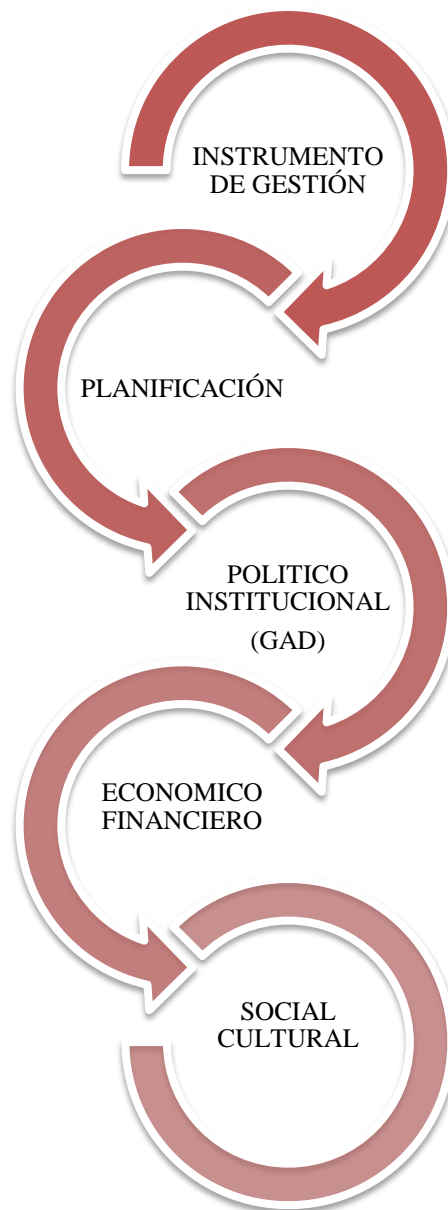 INSTRUMENTO
DE GESTIÓN
PLANIFICACIÓN
POLITICO
INSTITUCIONAL
(GAD)
ECONOMICO
FINANCIERO
SOCIAL
CULTURAL